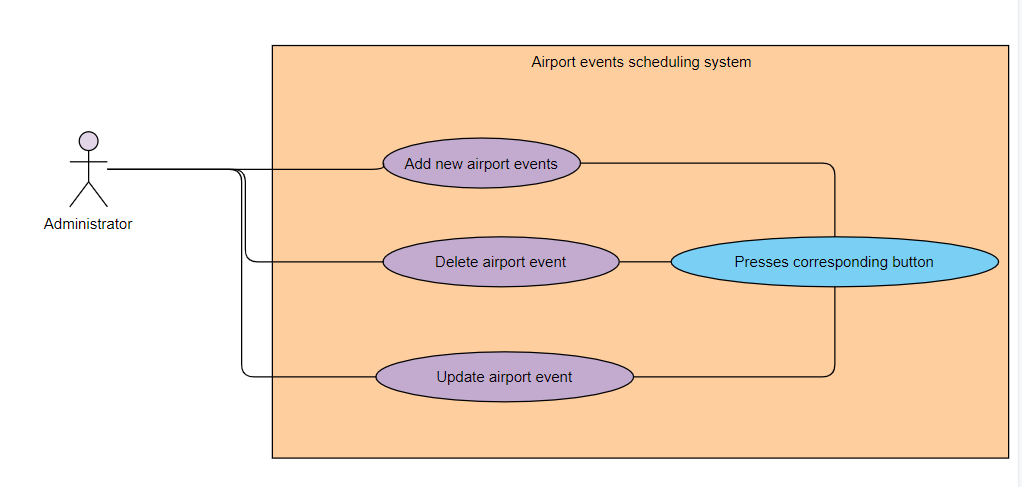 Airport events scheduling system
Add new airport events
Administrator
Delete airport event
Presses corresponding button
Update airport event